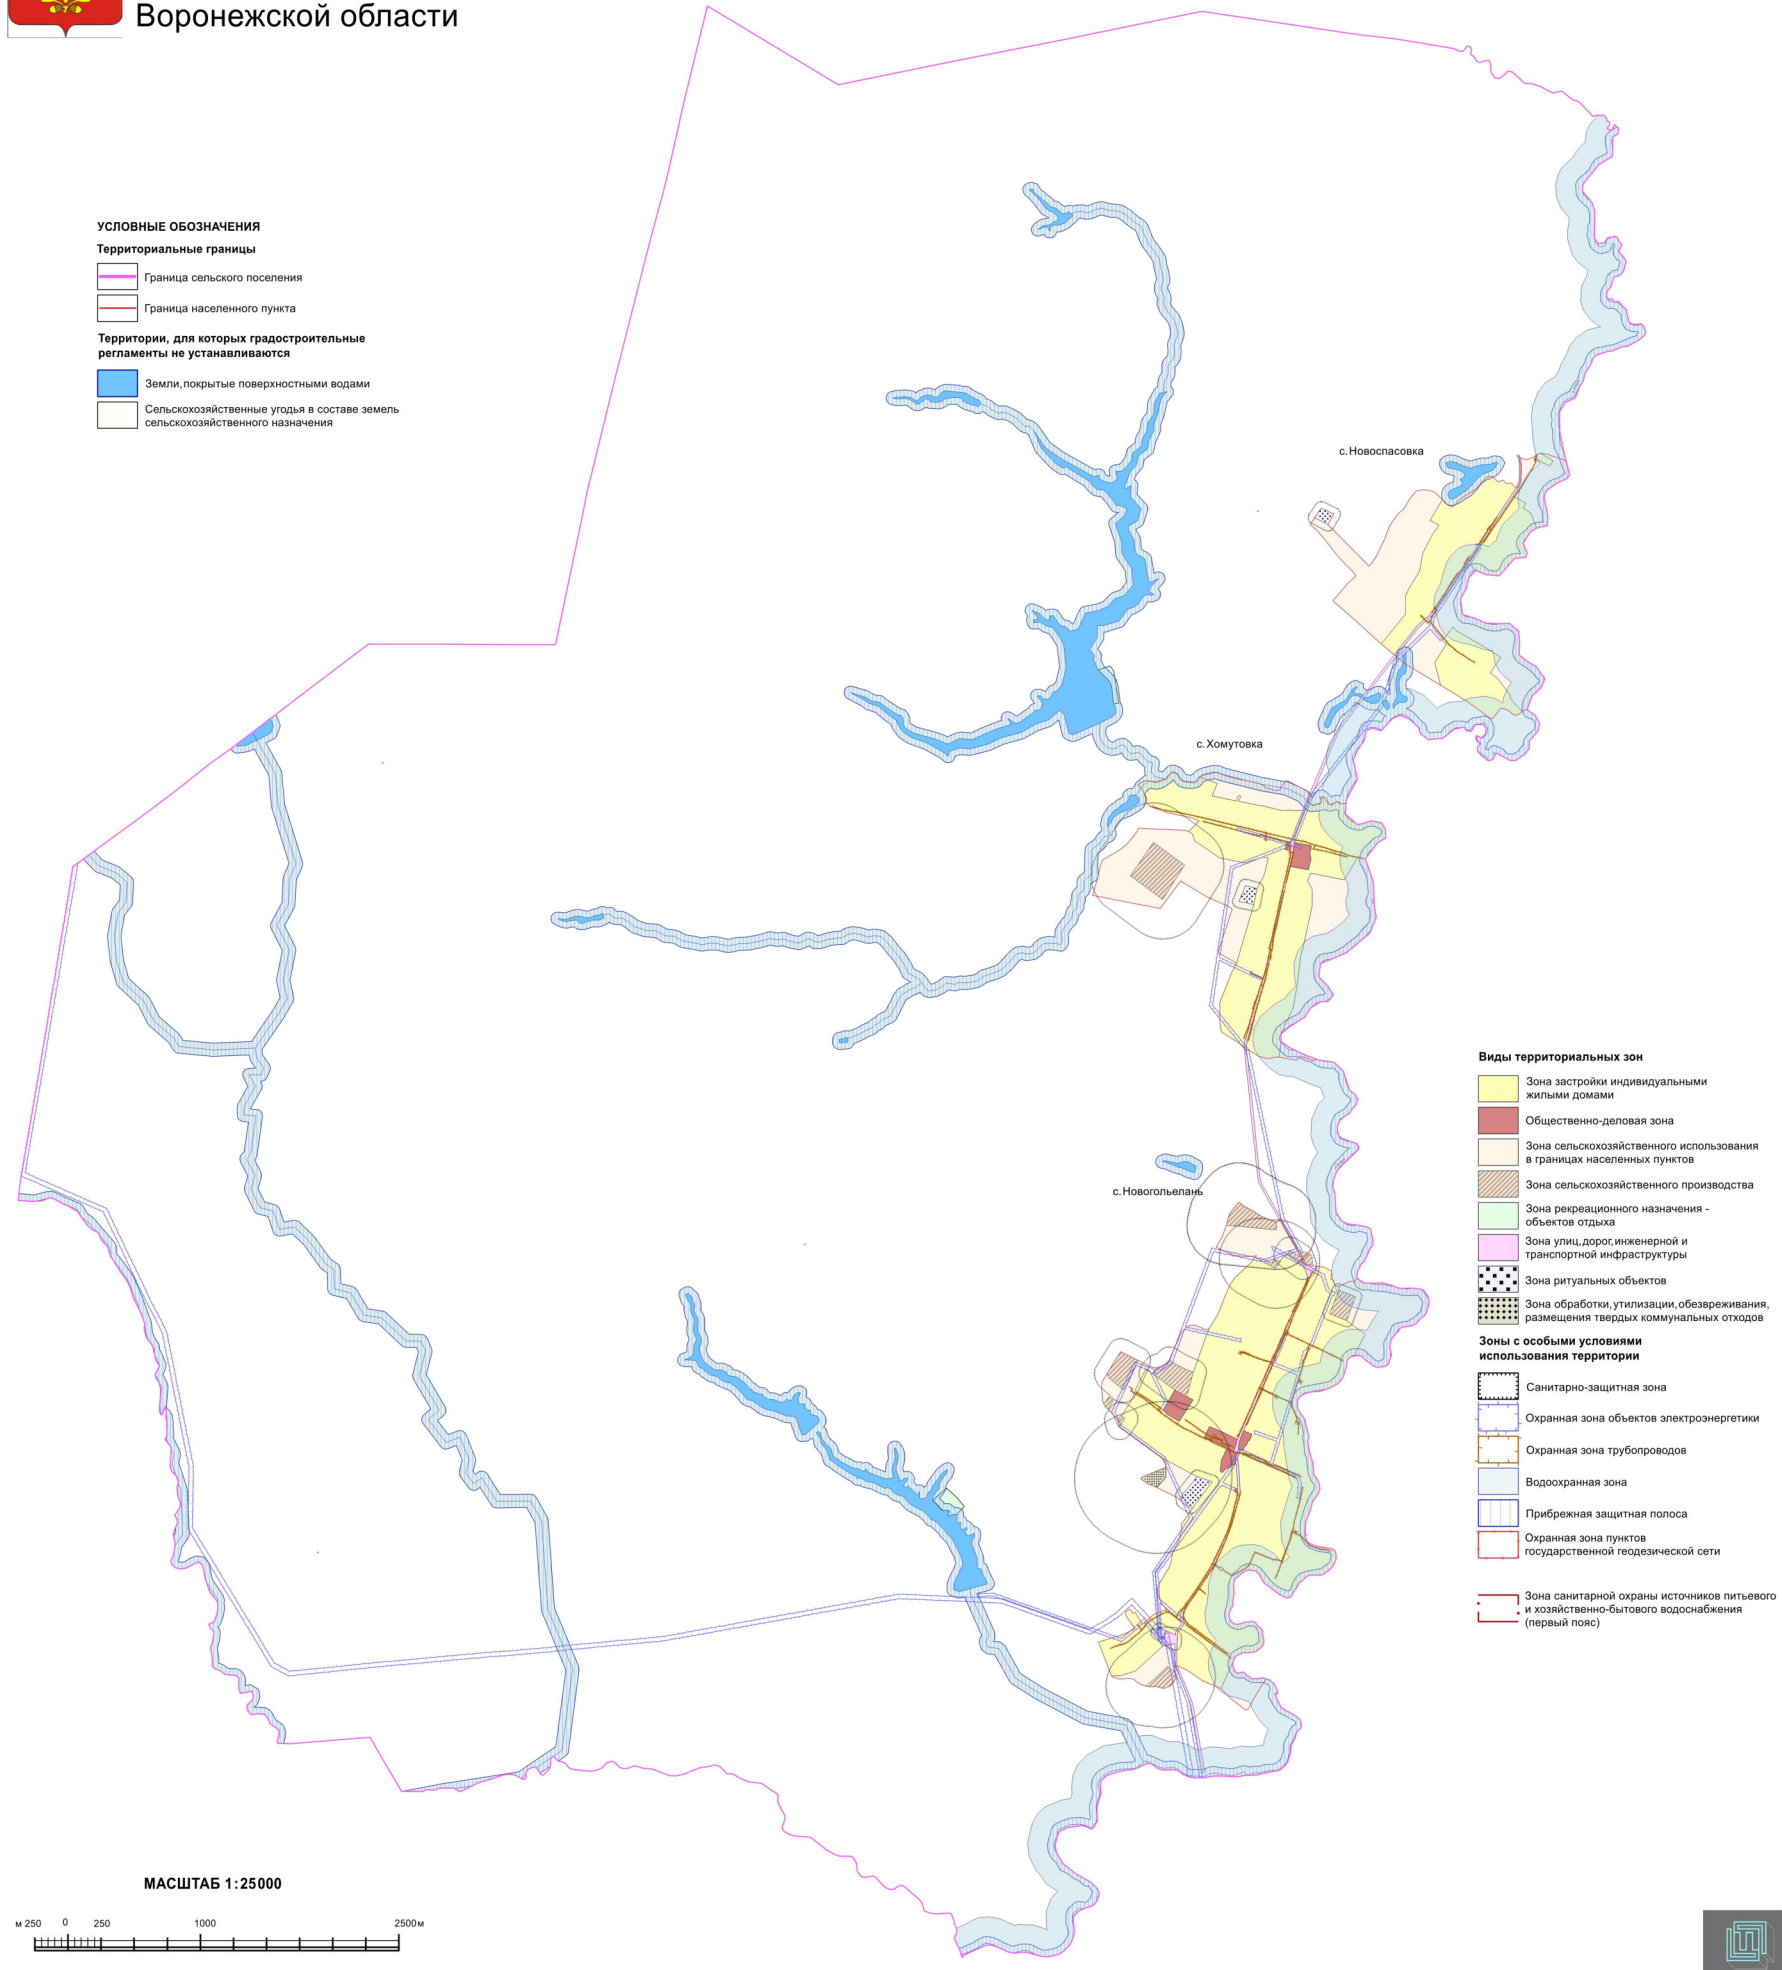 Воронежской области
УСЛОВНЫЕ ОБОЗНАЧЕНИЯ
Территориальные границы
Граница сельского поселения
Граница населенного пункта
Территории, для которых градостроительные
регламенты не устанавливаются
Земли, покрытые поверхностными водами
Сельскохозяйственные угодья в составе земель
сельскохозяйственного назначения
с. Новоспасовка
с. Хомутовка
с. Новогольелань
Виды территориальных зон
Зона застройки индивидуальными
жилыми домами
Общественно-деловая зона
Зона сельскохозяйственного использования
в границах населенных пунктов
Зона сельскохозяйственного производства
Зона рекреационного назначения -
объектов отдыха
Зона улиц, дорог, инженерной и
транспортной инфраструктуры
Зона ритуальных объектов
Зона обработки, утилизации, обезвреживания,
размещения твердых коммунальных отходов
Зоны с особыми условиями
использования территории
Санитарно-защитная зона
Охранная зона объектов электроэнергетики
Охранная зона трубопроводов
Водоохранная зона
Прибрежная защитная полоса
Охранная зона пунктов
государственной геодезической сети
Зона санитарной охраны источников питьевого
и хозяйственно-бытового водоснабжения
(первый пояс)
МАСШТАБ 1:25000
м 250 0 250 1000 2500м